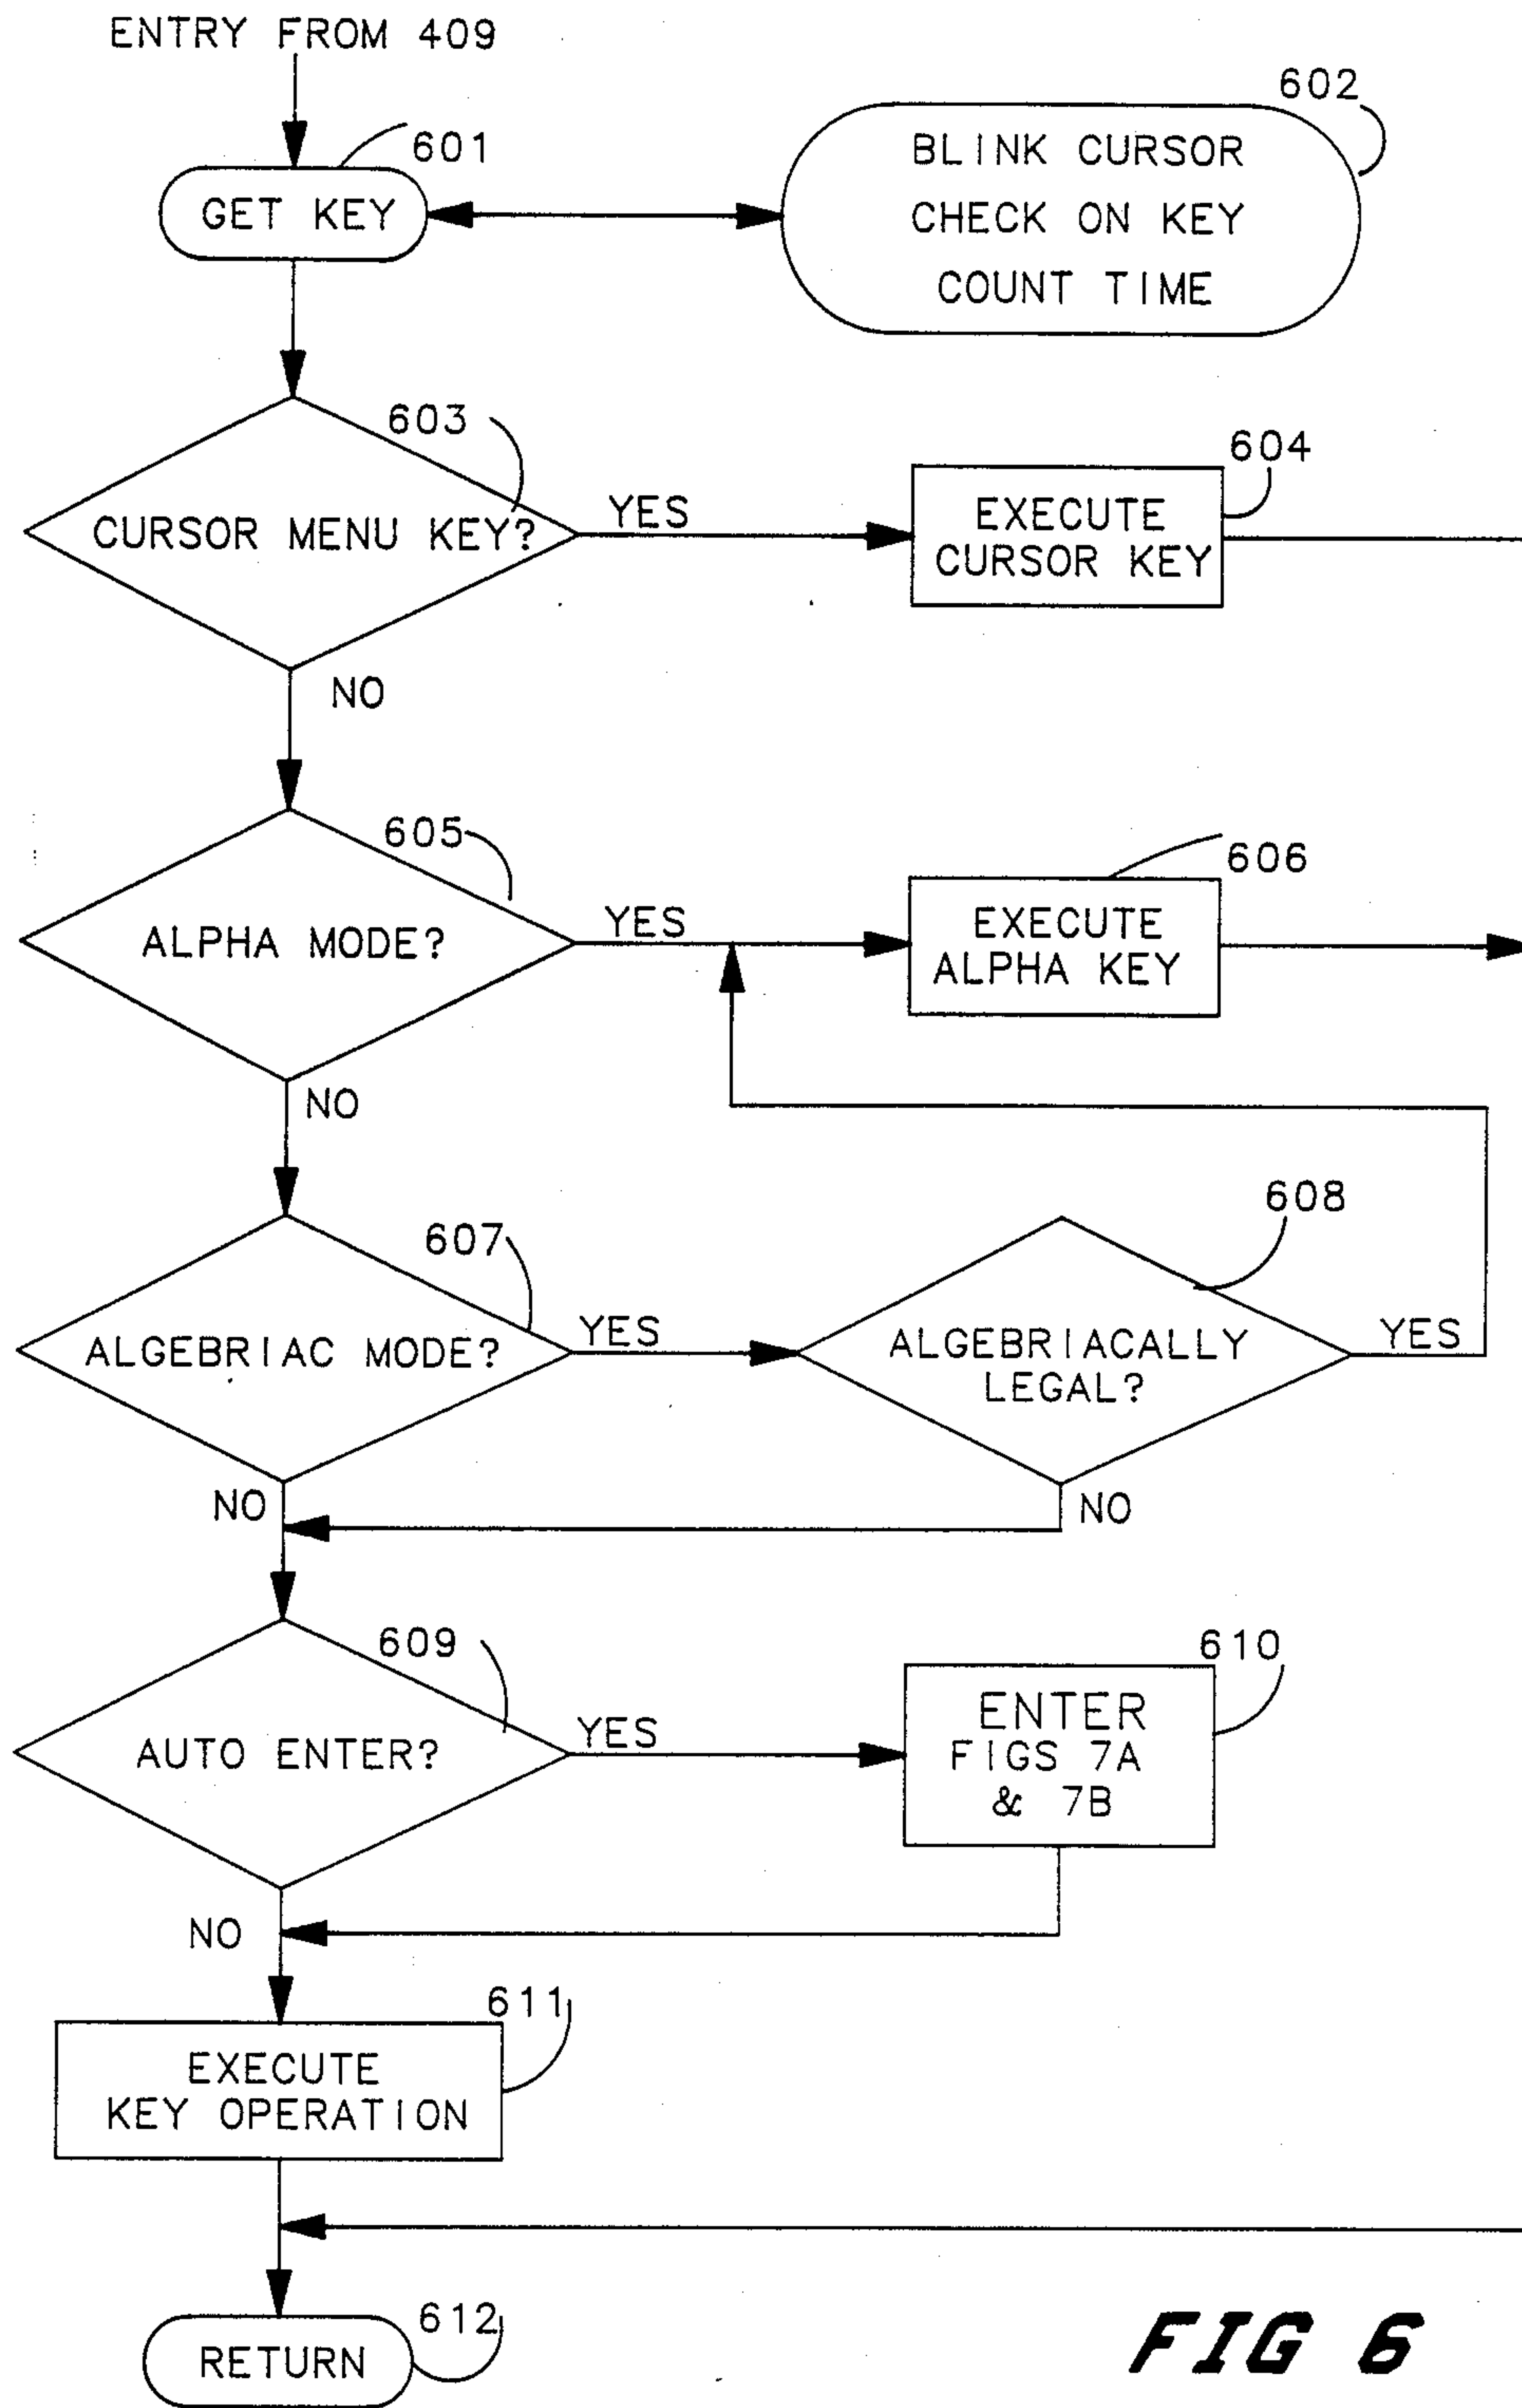 ENTRY FROM 409
601
GET KEY
602
BLINK CURSOR
CHECK ON KEY
COUNT TIME
603
CURSOR MENU KEY?
YES
604
EXECUTE
CURSOR KEY
NO
605
ALPHA MODE?
YES
606
EXECUTE
ALPHA KEY
NO
607
ALGEBRIAC MODE?
YES
608
ALGEBRIACALLY
LEGAL?
YES
NO
NO
609
AUTO ENTER?
YES
610
ENTER
FIGS 7A
& 7B
NO
611
EXECUTE
KEY OPERATION
612
RETURN
FIG 6